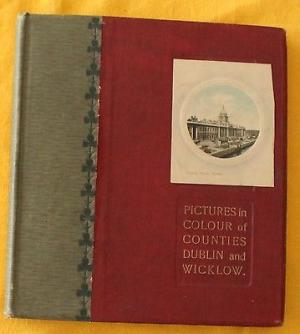 PICTURES in
COLOUR of
COUNTIES
DUBLIN and
WICKLOW.